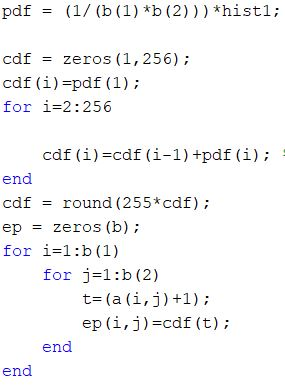 pdf = (1/(b(1)*b(2)))*hist1;
cdf = zeros(1,256);
cdf(i)=pdf(1);
for i=2:256
cdf(i)=cdf(i-1)+pdf(i);
end
cdf = round(255*cdf);
ep = zeros(b);
for i=1:b(1)
for j=1:b(2)
t=(a(i,j)+1);
ep(i,j)=cdf(t);
end
end